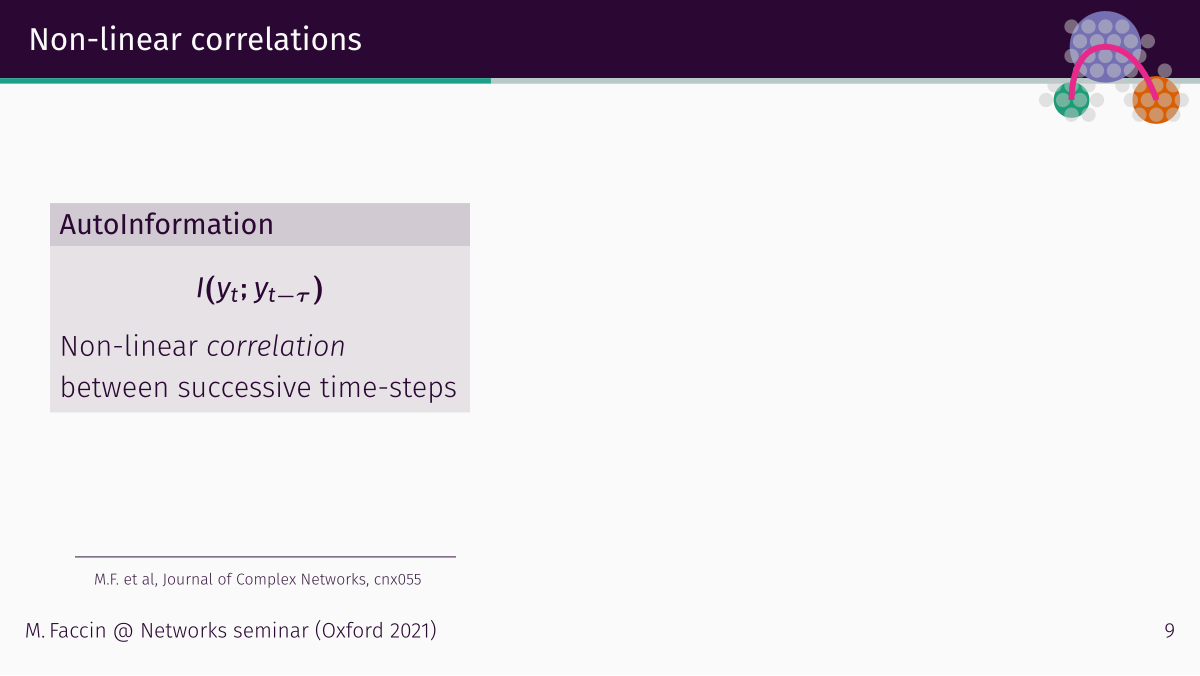 Non-linear correlations
AutoInformation
I(y_t; y_{t−τ})
Non-linear correlation
between successive time-steps
M.F. et al, Journal of Complex Networks, cnx055
M. Faccin @ Networks seminar (Oxford 2021)
9